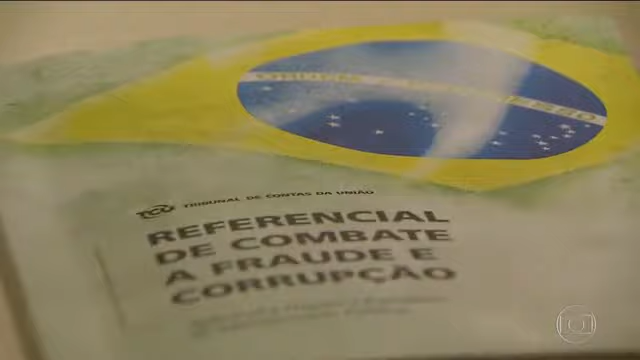 TCU TRIBUNAL DE CONTAS DA UNIÃO
REFERENCIAL
DE COMBATE
A FRAUDE E
CORRUPÇÃO